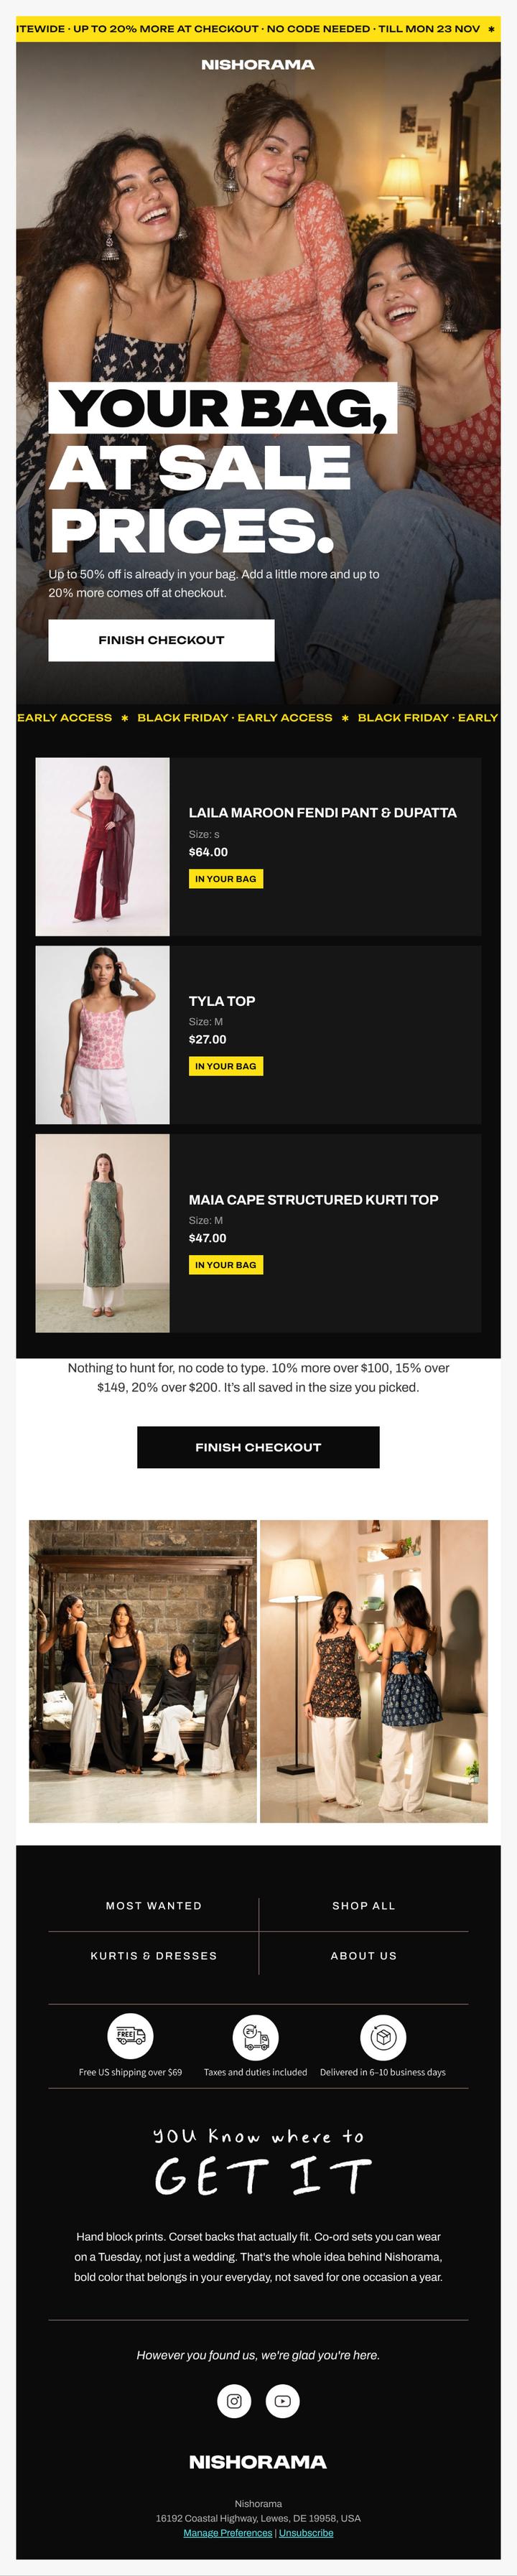 ITEWIDE · UP TO 20% MORE AT CHECKOUT · NO CODE NEEDED · TILL MON 23 NOV ✱
NISHORAMA
YOUR BAG,
AT SALE
PRICES.
Up to 50% off is already in your bag. Add a little more and up to
20% more comes off at checkout.
FINISH CHECKOUT
EARLY ACCESS ✱ BLACK FRIDAY · EARLY ACCESS ✱ BLACK FRIDAY · EARLY
LAILA MAROON FENDI PANT & DUPATTA
Size: s
$64.00
IN YOUR BAG
TYLA TOP
Size: M
$27.00
IN YOUR BAG
MAIA CAPE STRUCTURED KURTI TOP
Size: M
$47.00
IN YOUR BAG
Nothing to hunt for, no code to type. 10% more over $100, 15% over
$149, 20% over $200. It’s all saved in the size you picked.
FINISH CHECKOUT
MOST WANTED
SHOP ALL
KURTIS & DRESSES
ABOUT US
FREE
24
Free US shipping over $69
Taxes and duties included
Delivered in 6–10 business days
YOU Know where to
GET IT
Hand block prints. Corset backs that actually fit. Co-ord sets you can wear
on a Tuesday, not just a wedding. That's the whole idea behind Nishorama,
bold color that belongs in your everyday, not saved for one occasion a year.
However you found us, we're glad you're here.
NISHORAMA
Nishorama
16192 Coastal Highway, Lewes, DE 19958, USA
Manage Preferences | Unsubscribe